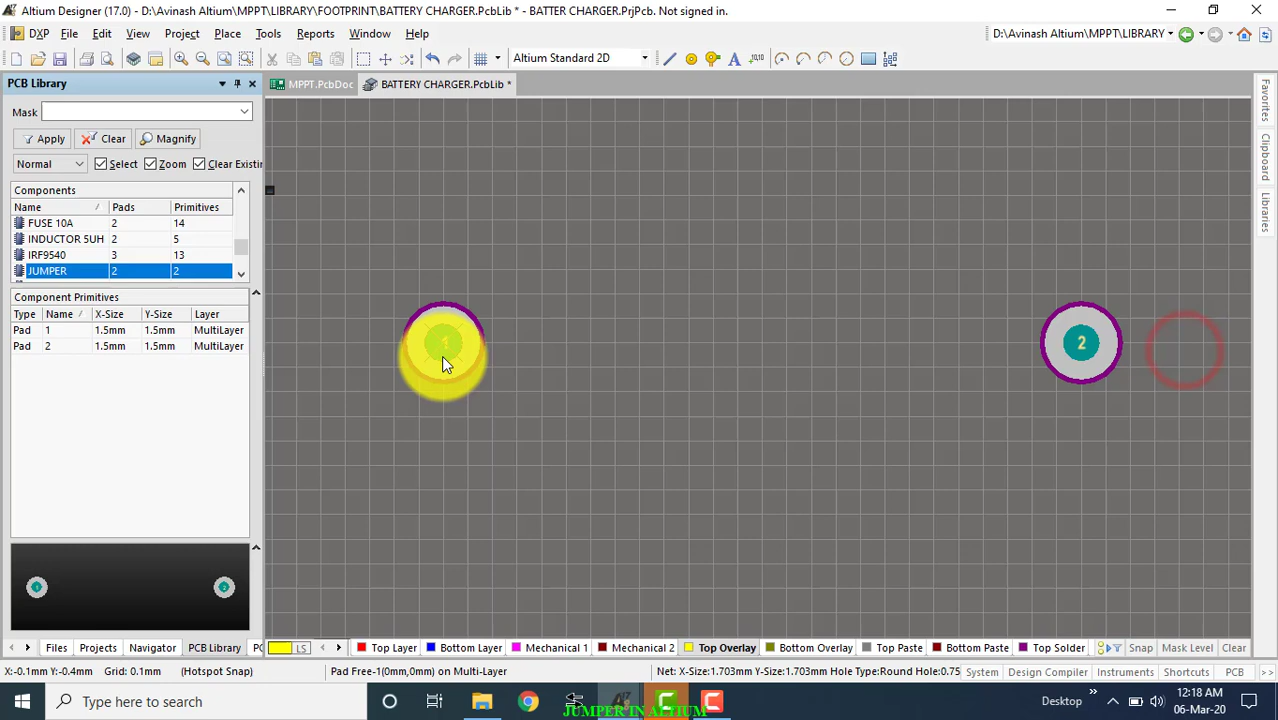 Altium Designer (17.0) - D:\Avinash Altium\MPPT\LIBRARY\FOOTPRINT\BATTERY CHARGER.PcbLib * - BATTER CHARGER.PrjPcb. Not signed in.
DXP File Edit View Project Place Tools Reports Window Help D:\Avinash Altium\MPPT\LIBRARY
Altium Standard 2D
PCB Library
MPPT.PcbDoc BATTERY CHARGER.PcbLib *
Mask
Apply Clear Magnify
Normal Select Zoom Clear Existin
Components
Name Pads Primitives
FUSE 10A 2 14
INDUCTOR 5UH 2 5
IRF9540 3 13
JUMPER 2 2
Component Primitives
Type Name X-Size Y-Size Layer
Pad 1 1.5mm 1.5mm MultiLayer
Pad 2 1.5mm 1.5mm MultiLayer
1 2
Favorites
Clipboard
Libraries
Files Projects Navigator PCB Library PC
LS Top Layer Bottom Layer Mechanical 1 Mechanical 2 Top Overlay Bottom Overlay Top Paste Bottom Paste Top Solder Snap Mask Level Clear
X:-0.1mm Y:-0.4mm Grid: 0.1mm (Hotspot Snap) Pad Free-1(0mm,0mm) on Multi-Layer Net: X-Size:1.703mm Y-Size:1.703mm Hole Type:Round Hole:0.75 System Design Compiler Instruments Shortcuts PCB
Type here to search
Desktop
12:18 AM
06-Mar-20
JUMPER IN ALTIUM